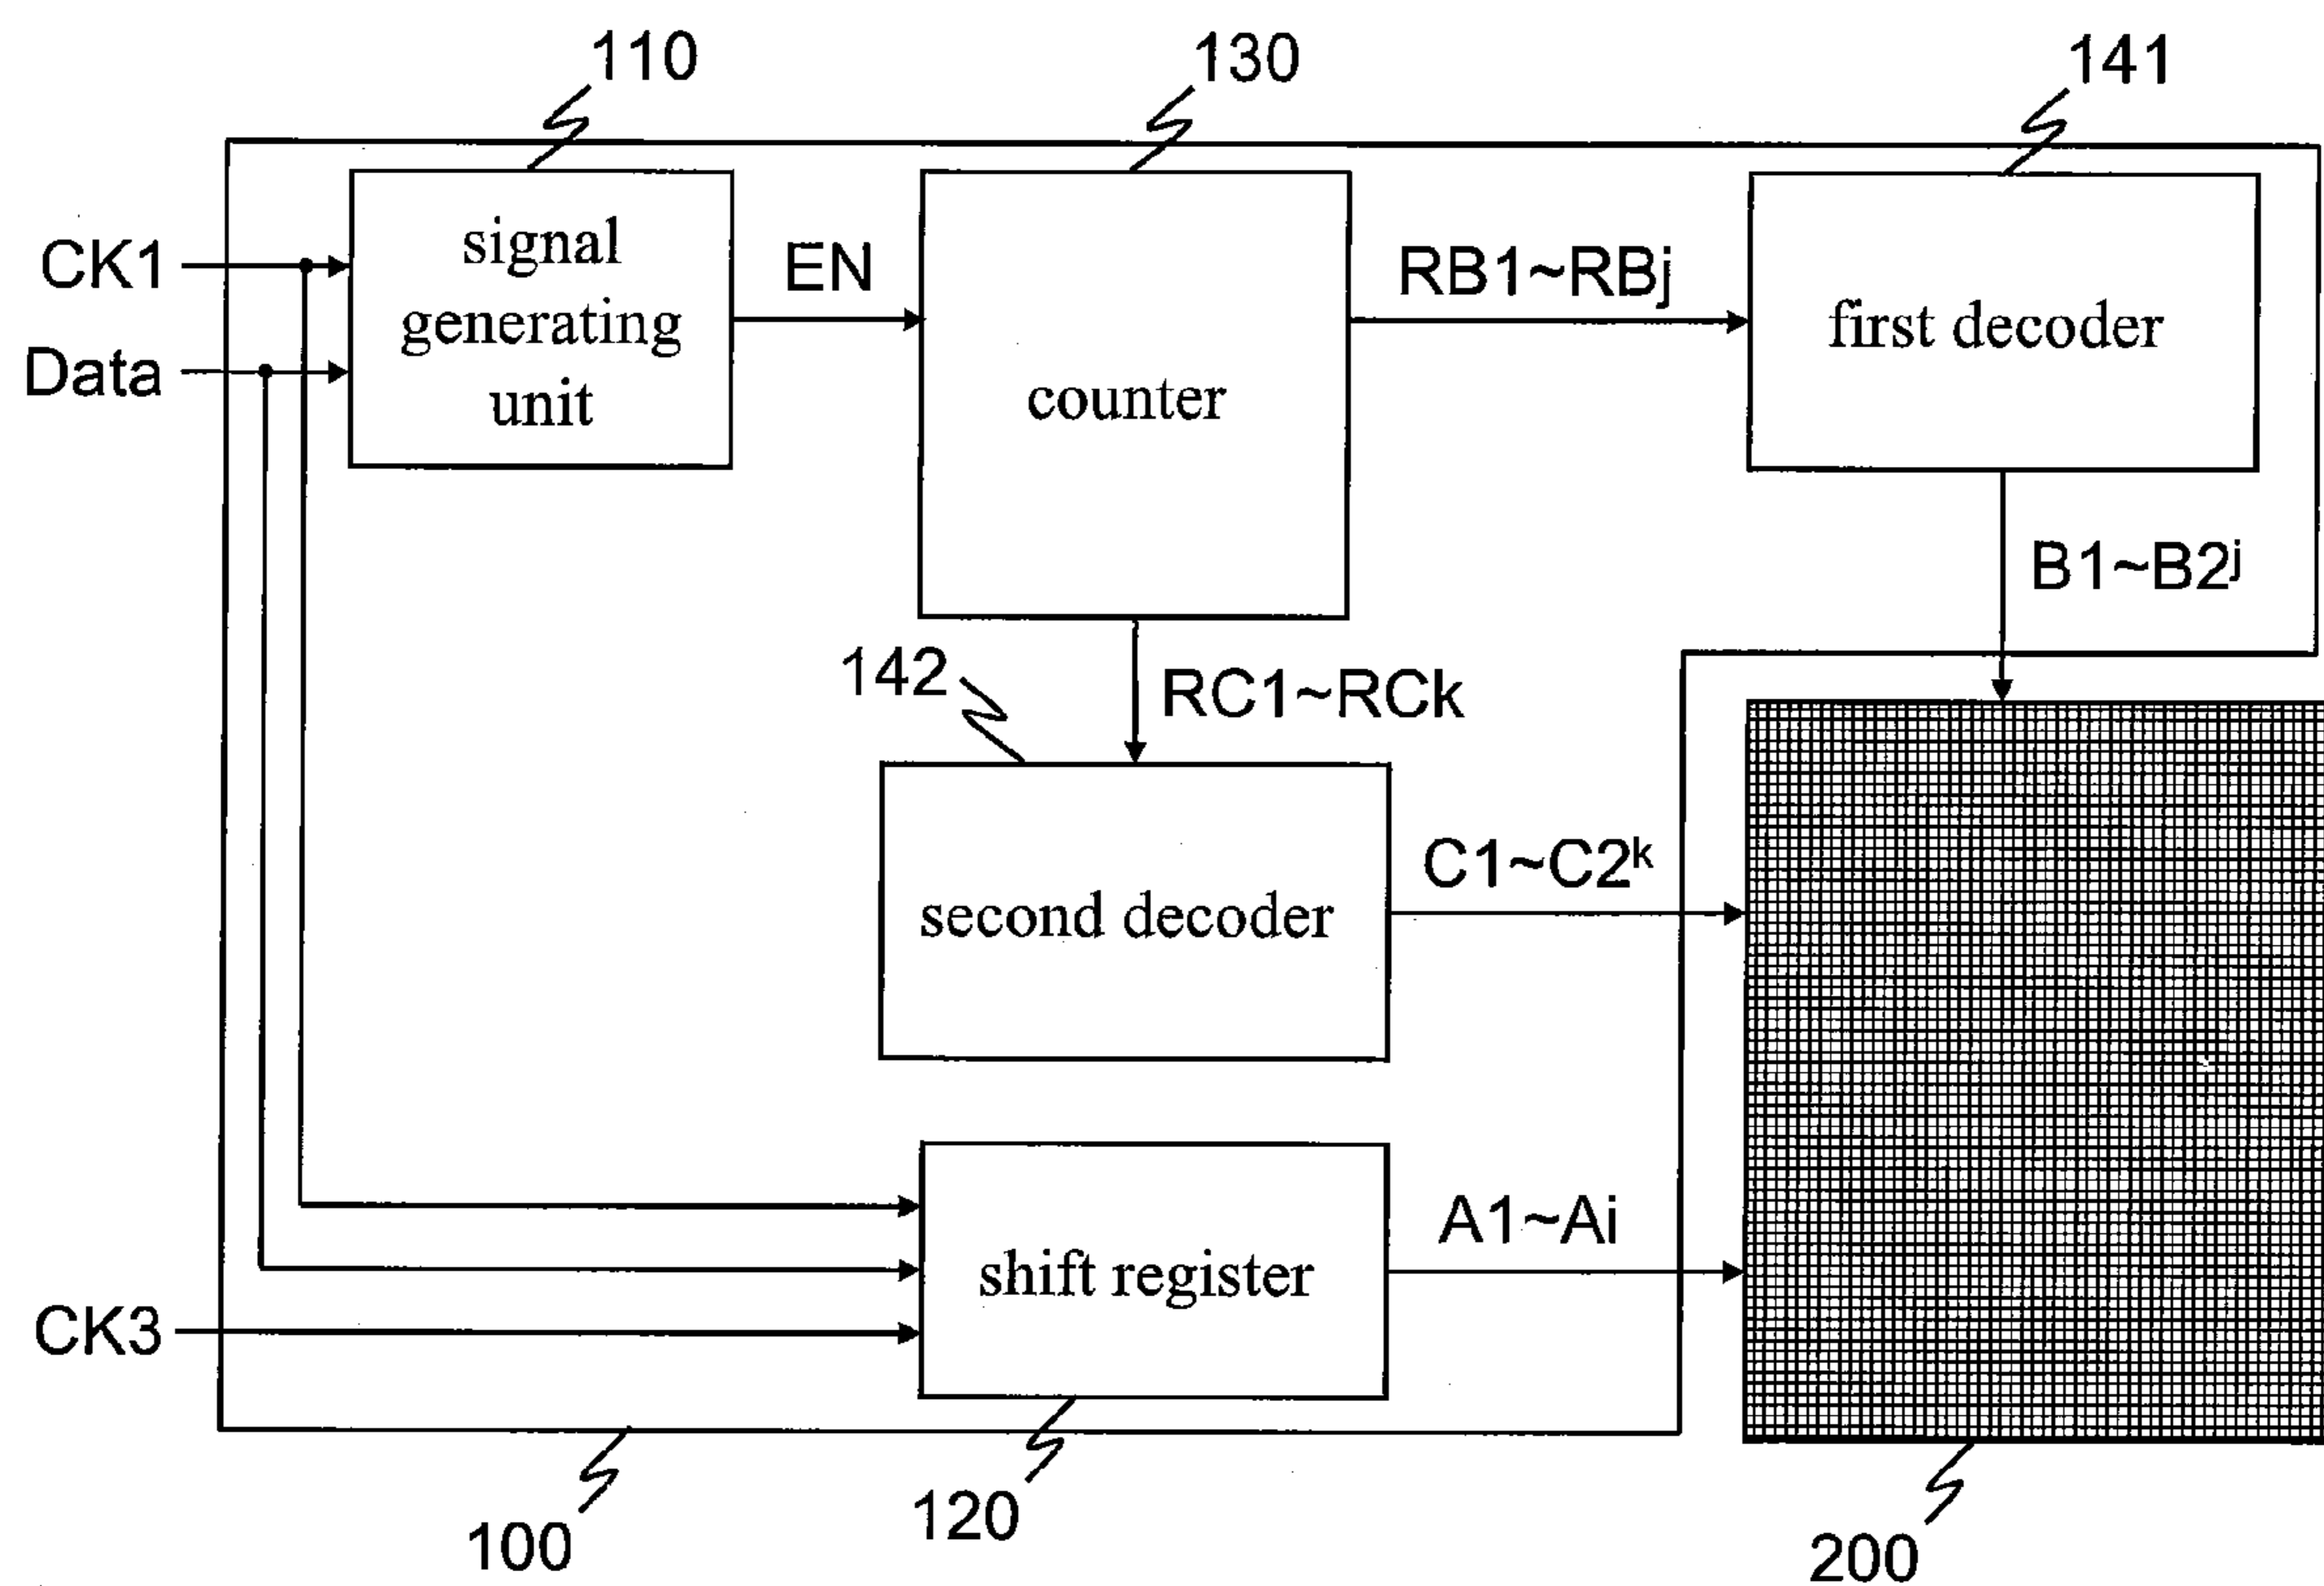 110
130
141
CK1
Data
signal
generating
unit
EN
counter
RB1~RBj
first decoder
B1~B2ʲ
142
RC1~RCk
second decoder
C1~C2ᵏ
shift register
A1~Ai
CK3
100
120
200